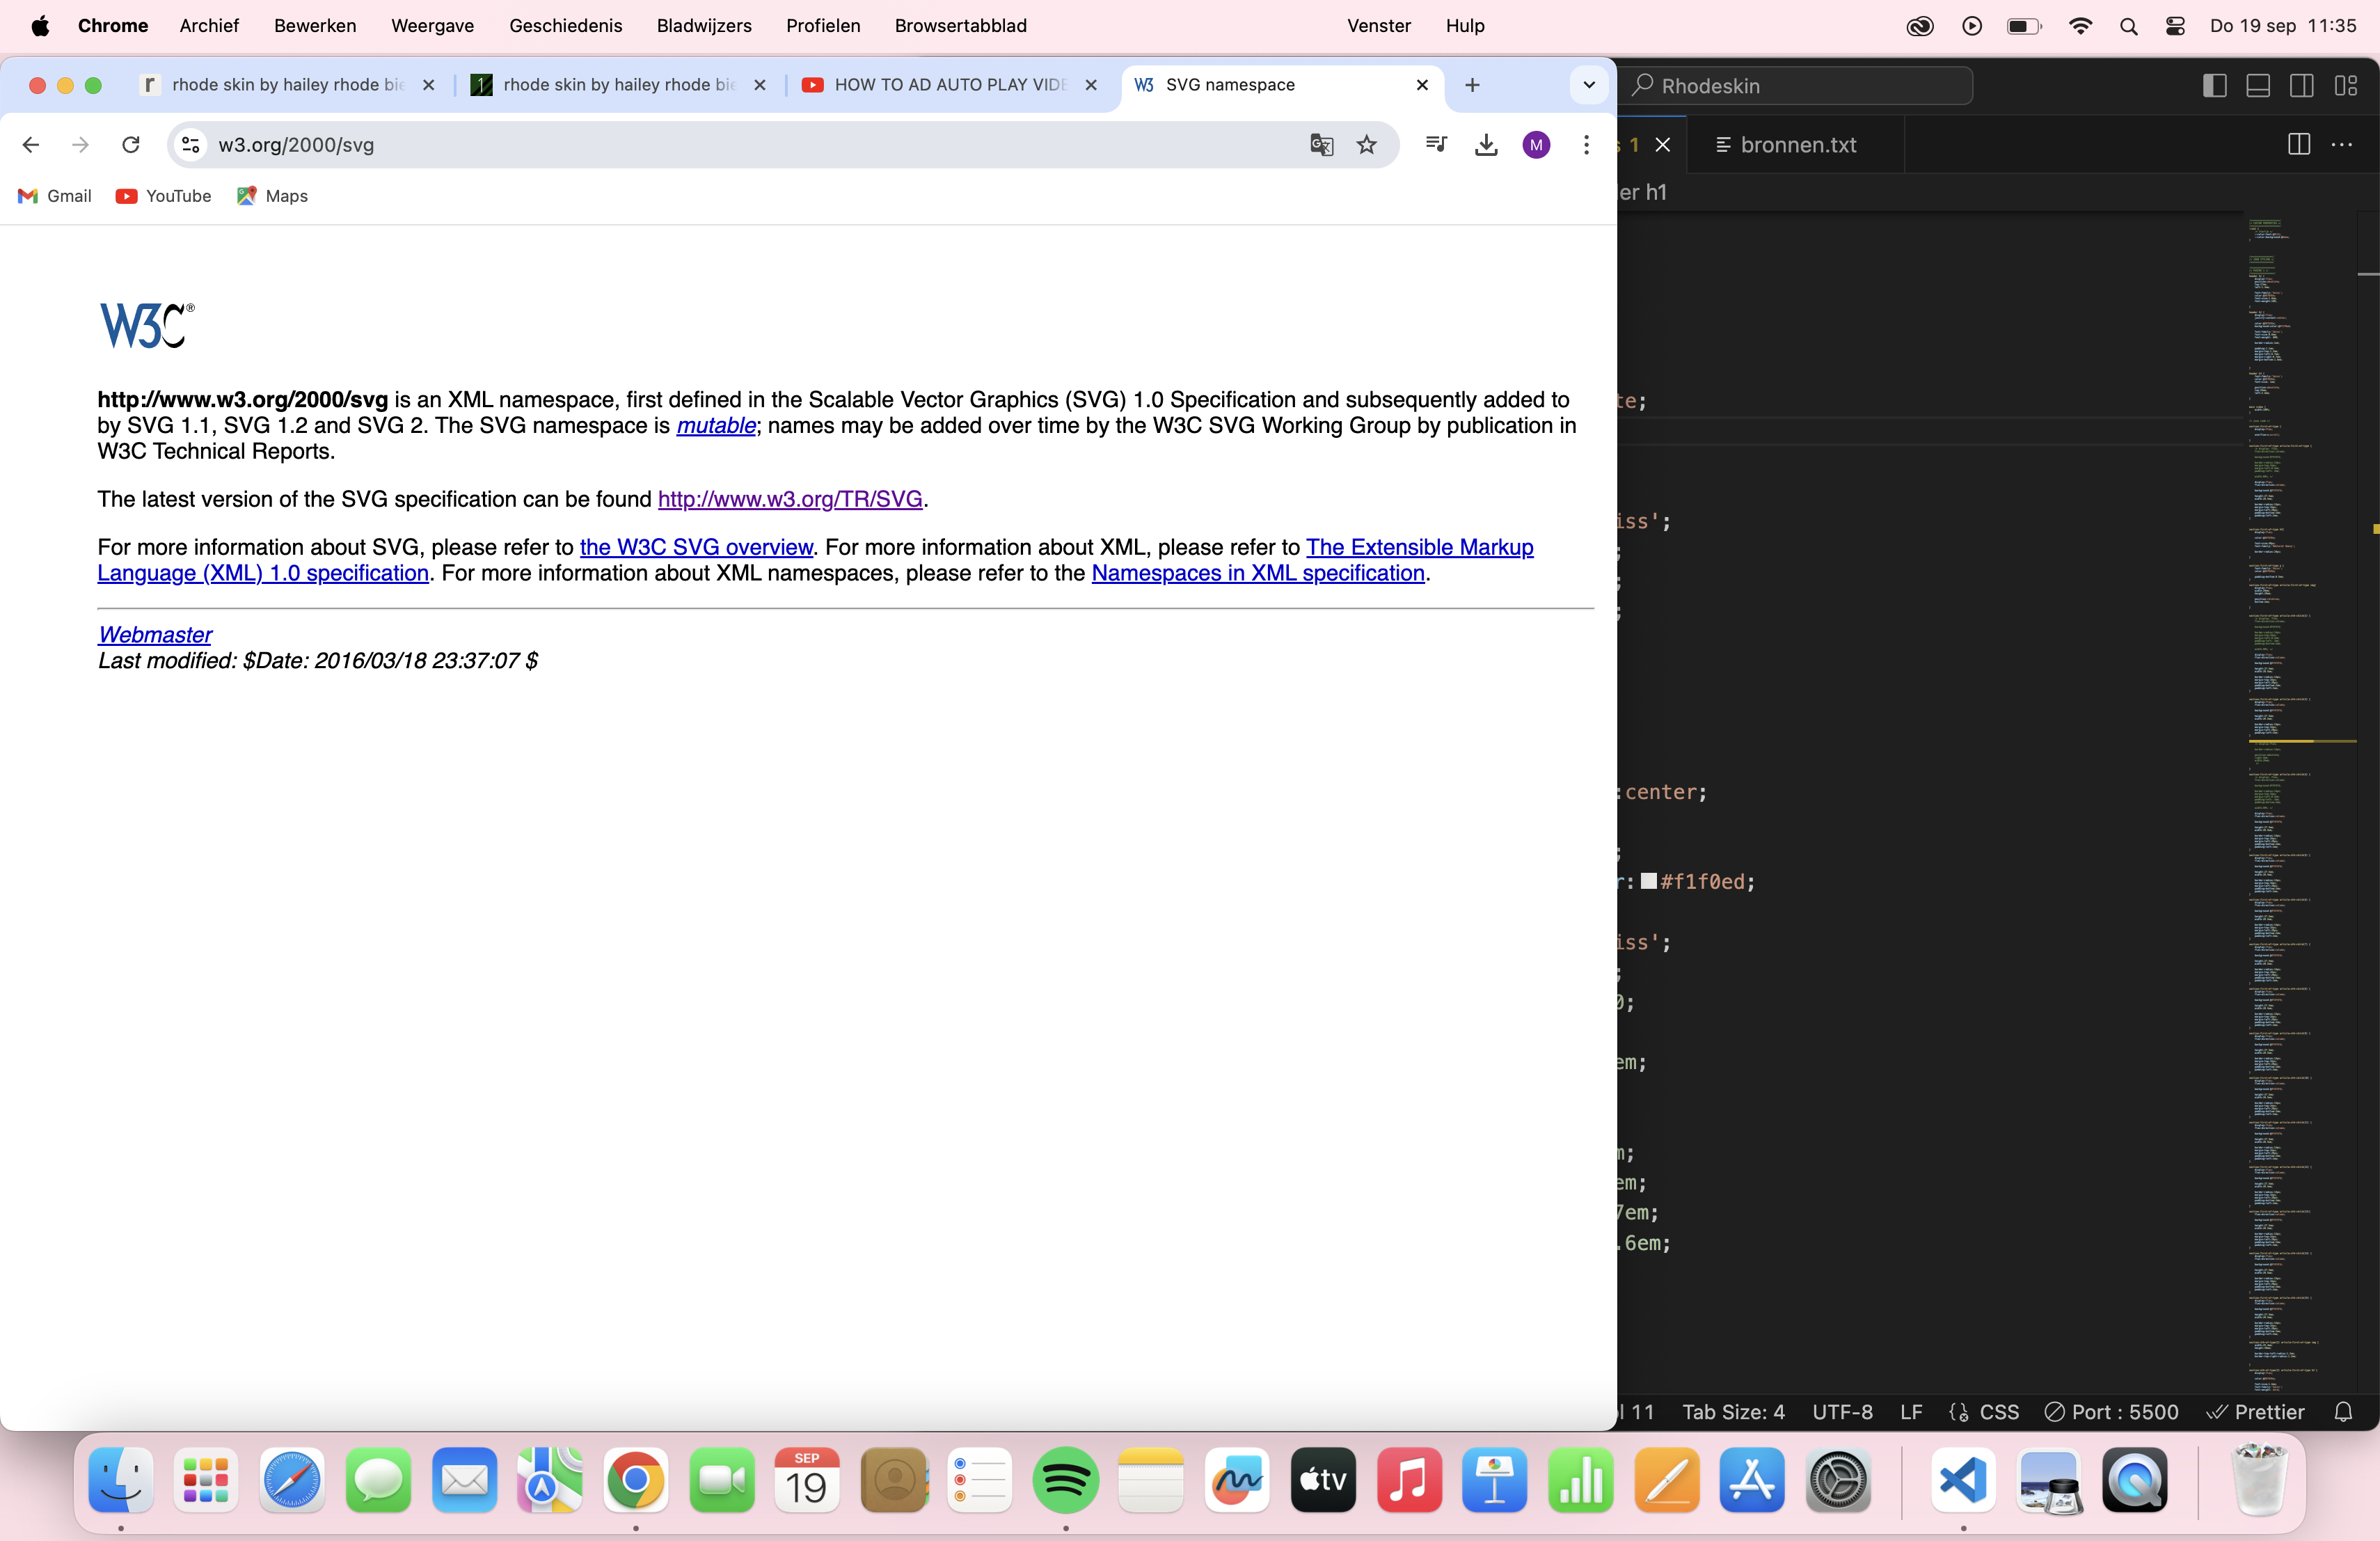 Chrome Archief Bewerken Weergave Geschiedenis Bladwijzers Profielen Browsertabblad Venster Hulp Do 19 sep 11:35
rhode skin by hailey rhode bie
rhode skin by hailey rhode bie
HOW TO AD AUTO PLAY VIDE
W3 SVG namespace
Rhodeskin
w3.org/2000/svg
M
1
bronnen.txt
Gmail YouTube Maps
er h1
W3C®
http://www.w3.org/2000/svg is an XML namespace, first defined in the Scalable Vector Graphics (SVG) 1.0 Specification and subsequently added to
by SVG 1.1, SVG 1.2 and SVG 2. The SVG namespace is mutable; names may be added over time by the W3C SVG Working Group by publication in
W3C Technical Reports.
The latest version of the SVG specification can be found http://www.w3.org/TR/SVG.
For more information about SVG, please refer to the W3C SVG overview. For more information about XML, please refer to The Extensible Markup
Language (XML) 1.0 specification. For more information about XML namespaces, please refer to the Namespaces in XML specification.
Webmaster
Last modified: $Date: 2016/03/18 23:37:07 $
te;
iss';
;
;
;
:center;
;
r: #f1f0ed;
iss';
;
0;
em;
m;
em;
7em;
.6em;
l 11 Tab Size: 4 UTF-8 LF CSS Port : 5500 Prettier
SEP
19
tv